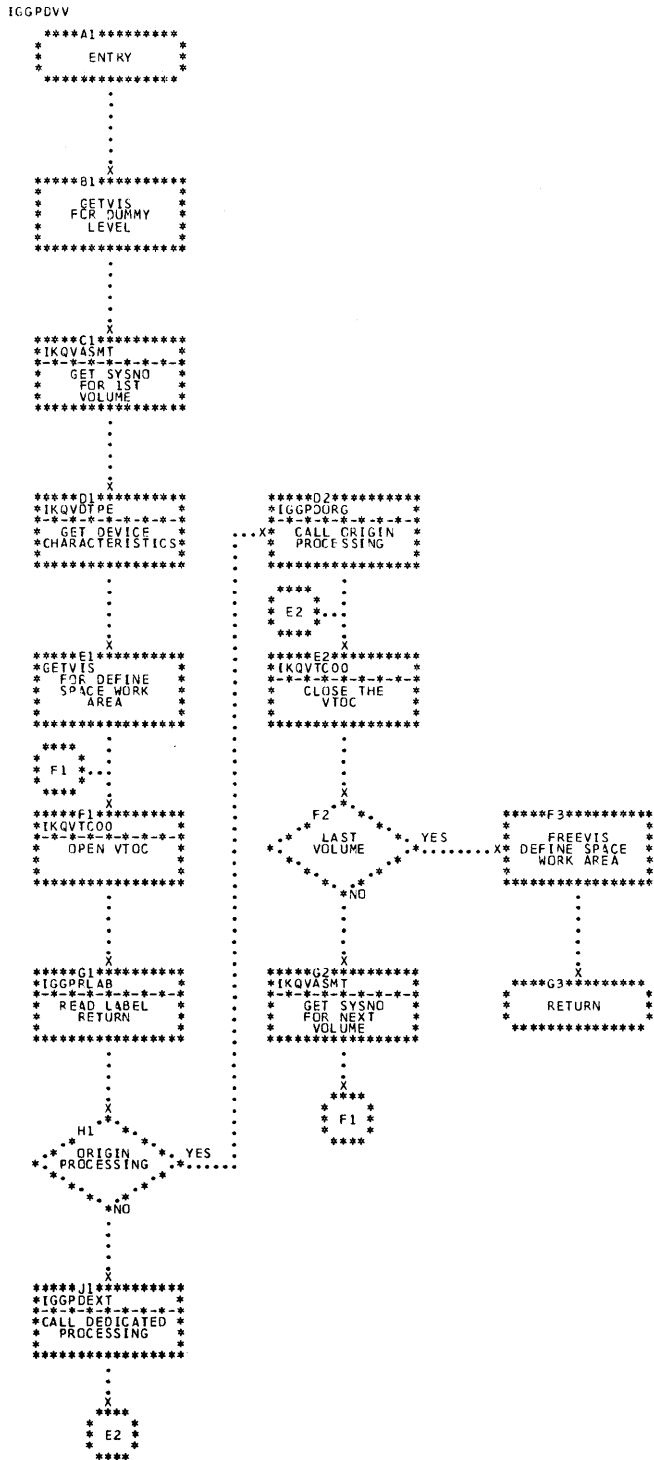 IGGPDVV
A1
ENTRY
B1
GETVIS
FOR DUMMY
LEVEL
C1
IKQVASMT
GET SYSNO
FOR 1ST
VOLUME
D1
IKQVDTPE
GET DEVICE
CHARACTERISTICS
E1
GETVIS
FOR DEFINE
SPACE WORK
AREA
F1
F1
IKQVTCOO
OPEN VTOC
G1
IGGPRLAB
READ LABEL
RETURN
H1
ORIGIN
PROCESSING
YES
NO
J1
IGGPDEXT
CALL DEDICATED
PROCESSING
E2
D2
IGGPDORG
CALL ORIGIN
PROCESSING
E2
E2
IKQVTCOO
CLOSE THE
VTOC
F2
LAST
VOLUME
YES
NO
G2
IKQVASMT
GET SYSNO
FOR NEXT
VOLUME
F1
F3
FREEVIS
DEFINE SPACE
WORK AREA
G3
RETURN